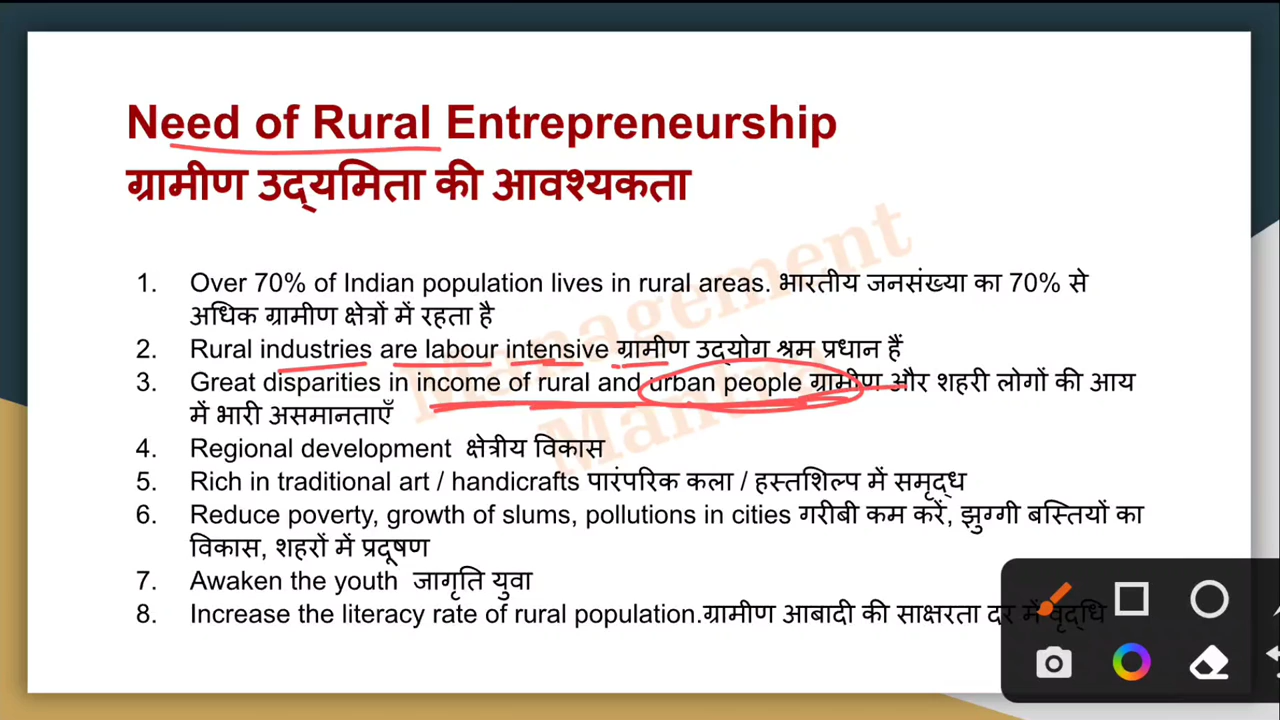 Need of Rural Entrepreneurship
ग्रामीण उद्यमिता की आवश्यकता
1. Over 70% of Indian population lives in rural areas. भारतीय जनसंख्या का 70% से
अधिक ग्रामीण क्षेत्रों में रहता है
2. Rural industries are labour intensive ग्रामीण उद्योग श्रम प्रधान हैं
3. Great disparities in income of rural and urban people ग्रामीण और शहरी लोगों की आय
में भारी असमानताएँ
4. Regional development क्षेत्रीय विकास
5. Rich in traditional art / handicrafts पारंपरिक कला / हस्तशिल्प में समृद्ध
6. Reduce poverty, growth of slums, pollutions in cities गरीबी कम करें, झुग्गी बस्तियों का
विकास, शहरों में प्रदूषण
7. Awaken the youth जागृति युवा
8. Increase the literacy rate of rural population.ग्रामीण आबादी की साक्षरता दर में वृद्धि
Management
Mantra